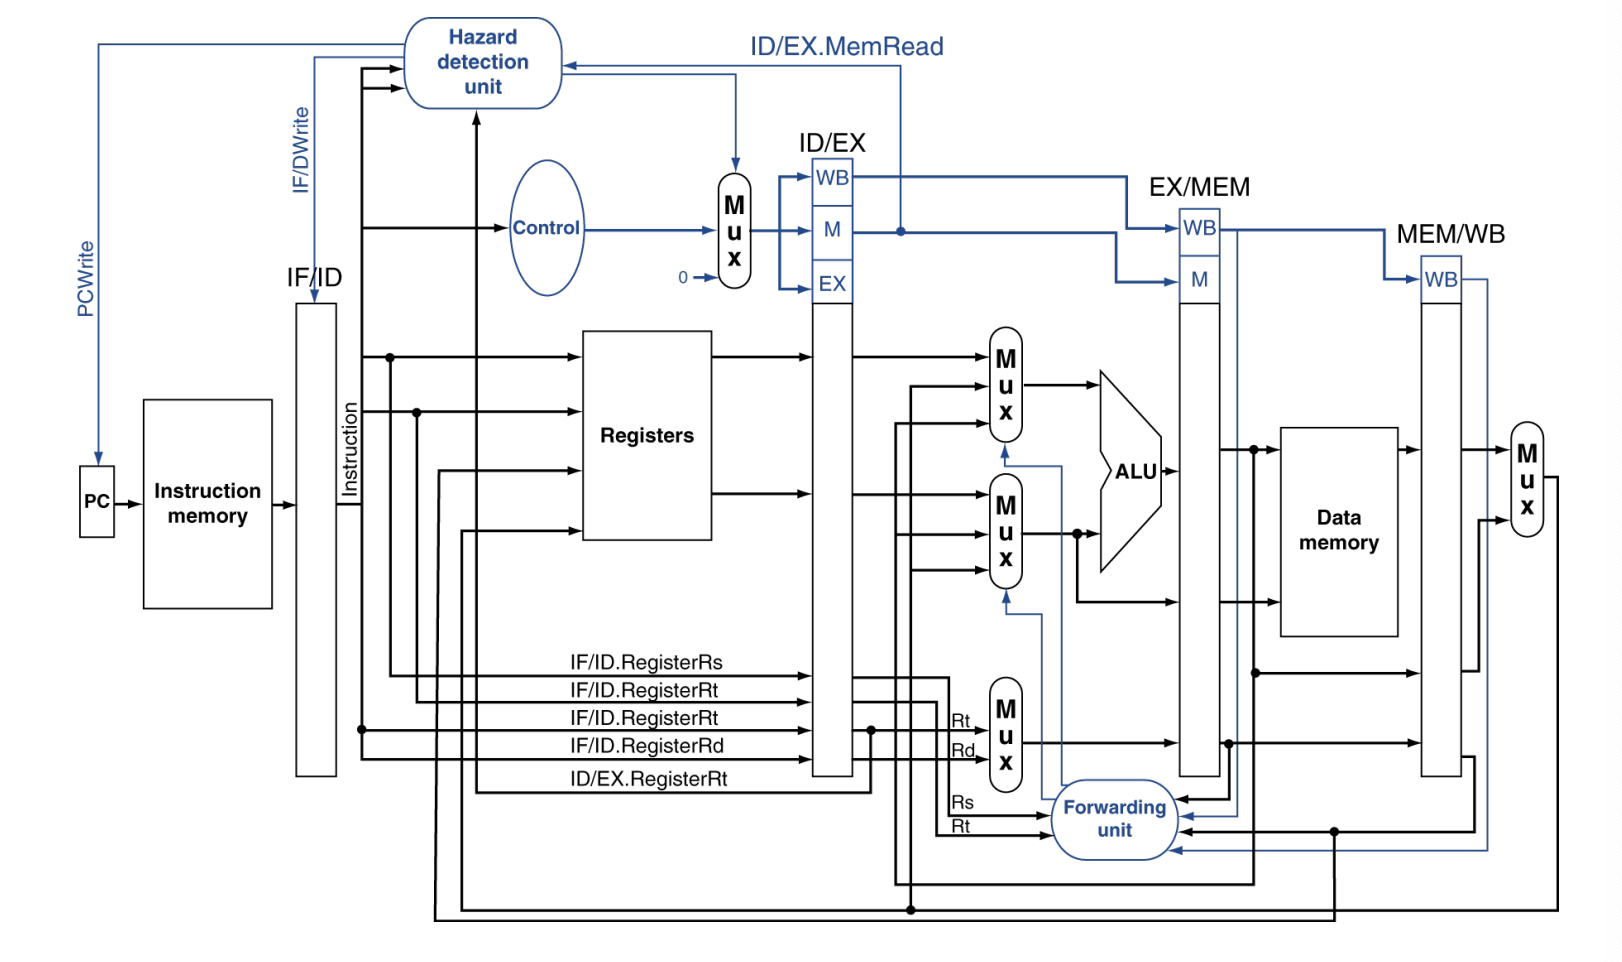 Hazard
detection
unit
ID/EX.MemRead
IF/DWrite
PCWrite
ID/EX
WB
M
EX
Control
M
u
x
0
EX/MEM
WB
M
MEM/WB
WB
IF/ID
PC
Instruction
memory
Instruction
Registers
M
u
x
M
u
x
ALU
Data
memory
M
u
x
IF/ID.RegisterRs
IF/ID.RegisterRt
IF/ID.RegisterRt
IF/ID.RegisterRd
ID/EX.RegisterRt
Rt
Rd
M
u
x
Rs
Rt
Forwarding
unit